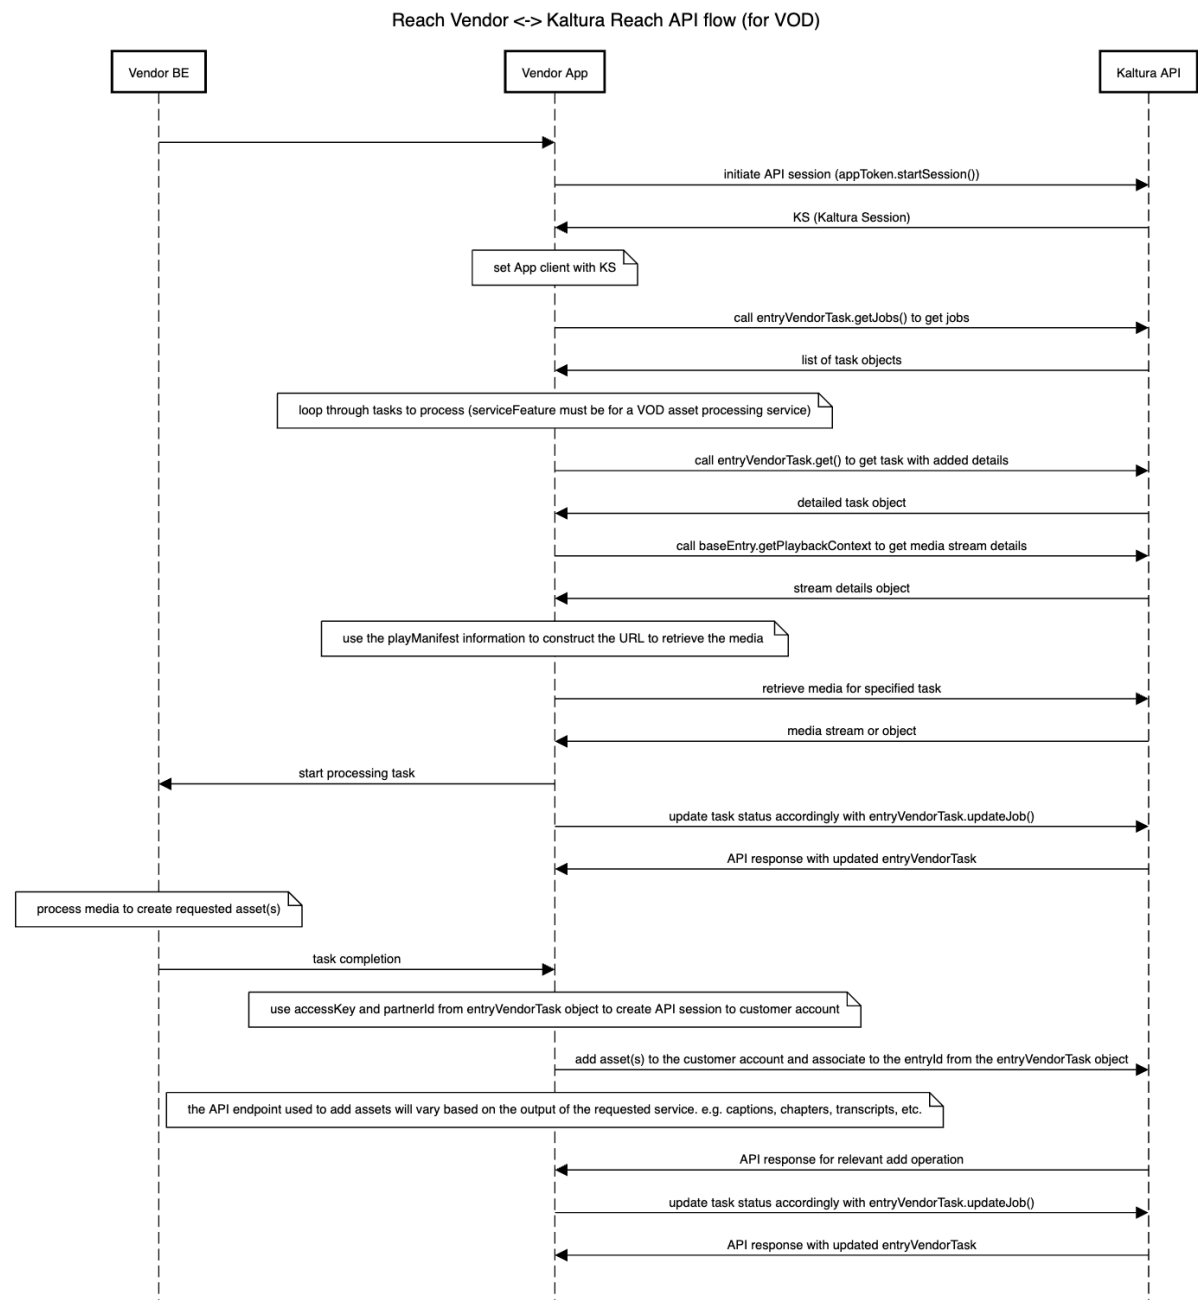 Reach Vendor <-> Kaltura Reach API flow (for VOD)
Vendor BE
Vendor App
Kaltura API
initiate API session (appToken.startSession())
KS (Kaltura Session)
set App client with KS
call entryVendorTask.getJobs() to get jobs
list of task objects
loop through tasks to process (serviceFeature must be for a VOD asset processing service)
call entryVendorTask.get() to get task with added details
detailed task object
call baseEntry.getPlaybackContext to get media stream details
stream details object
use the playManifest information to construct the URL to retrieve the media
retrieve media for specified task
media stream or object
start processing task
update task status accordingly with entryVendorTask.updateJob()
API response with updated entryVendorTask
process media to create requested asset(s)
task completion
use accessKey and partnerId from entryVendorTask object to create API session to customer account
add asset(s) to the customer account and associate to the entryId from the entryVendorTask object
the API endpoint used to add assets will vary based on the output of the requested service. e.g. captions, chapters, transcripts, etc.
API response for relevant add operation
update task status accordingly with entryVendorTask.updateJob()
API response with updated entryVendorTask